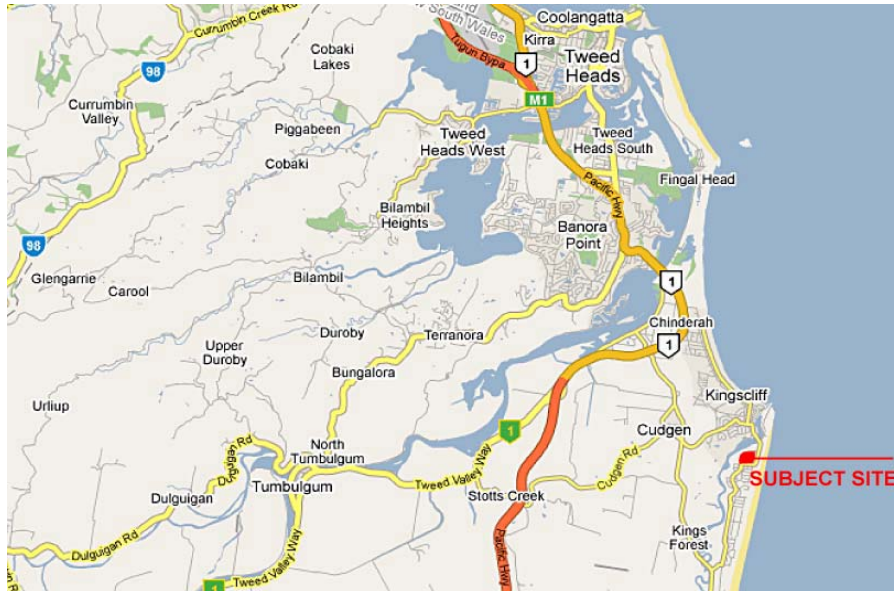 Currumbin Creek Rd
South Wales
Coolangatta
Kirra
Cobaki
Lakes
Tugun Bypa
1
Tweed
Heads
98
M1
Currumbin
Valley
Piggabeen
Tweed
Heads West
Tweed
Heads South
Cobaki
Fingal Head
Pacific Hwy
Bilambil
Heights
Banora
Point
98
Glengarrie
Carool
Bilambil
1
Chinderah
Duroby
Terranora
1
Upper
Duroby
Bungalora
Urliup
Kingscliff
1
Cudgen
North
Tumbulgum
Cudgen Rd
Dulguigan
Tumbulgum
Tweed Valley Way
Stotts Creek
SUBJECT SITE
Dulguigan Rd
Kings
Forest
Pacific Hwy
1
Tweed Valley Way